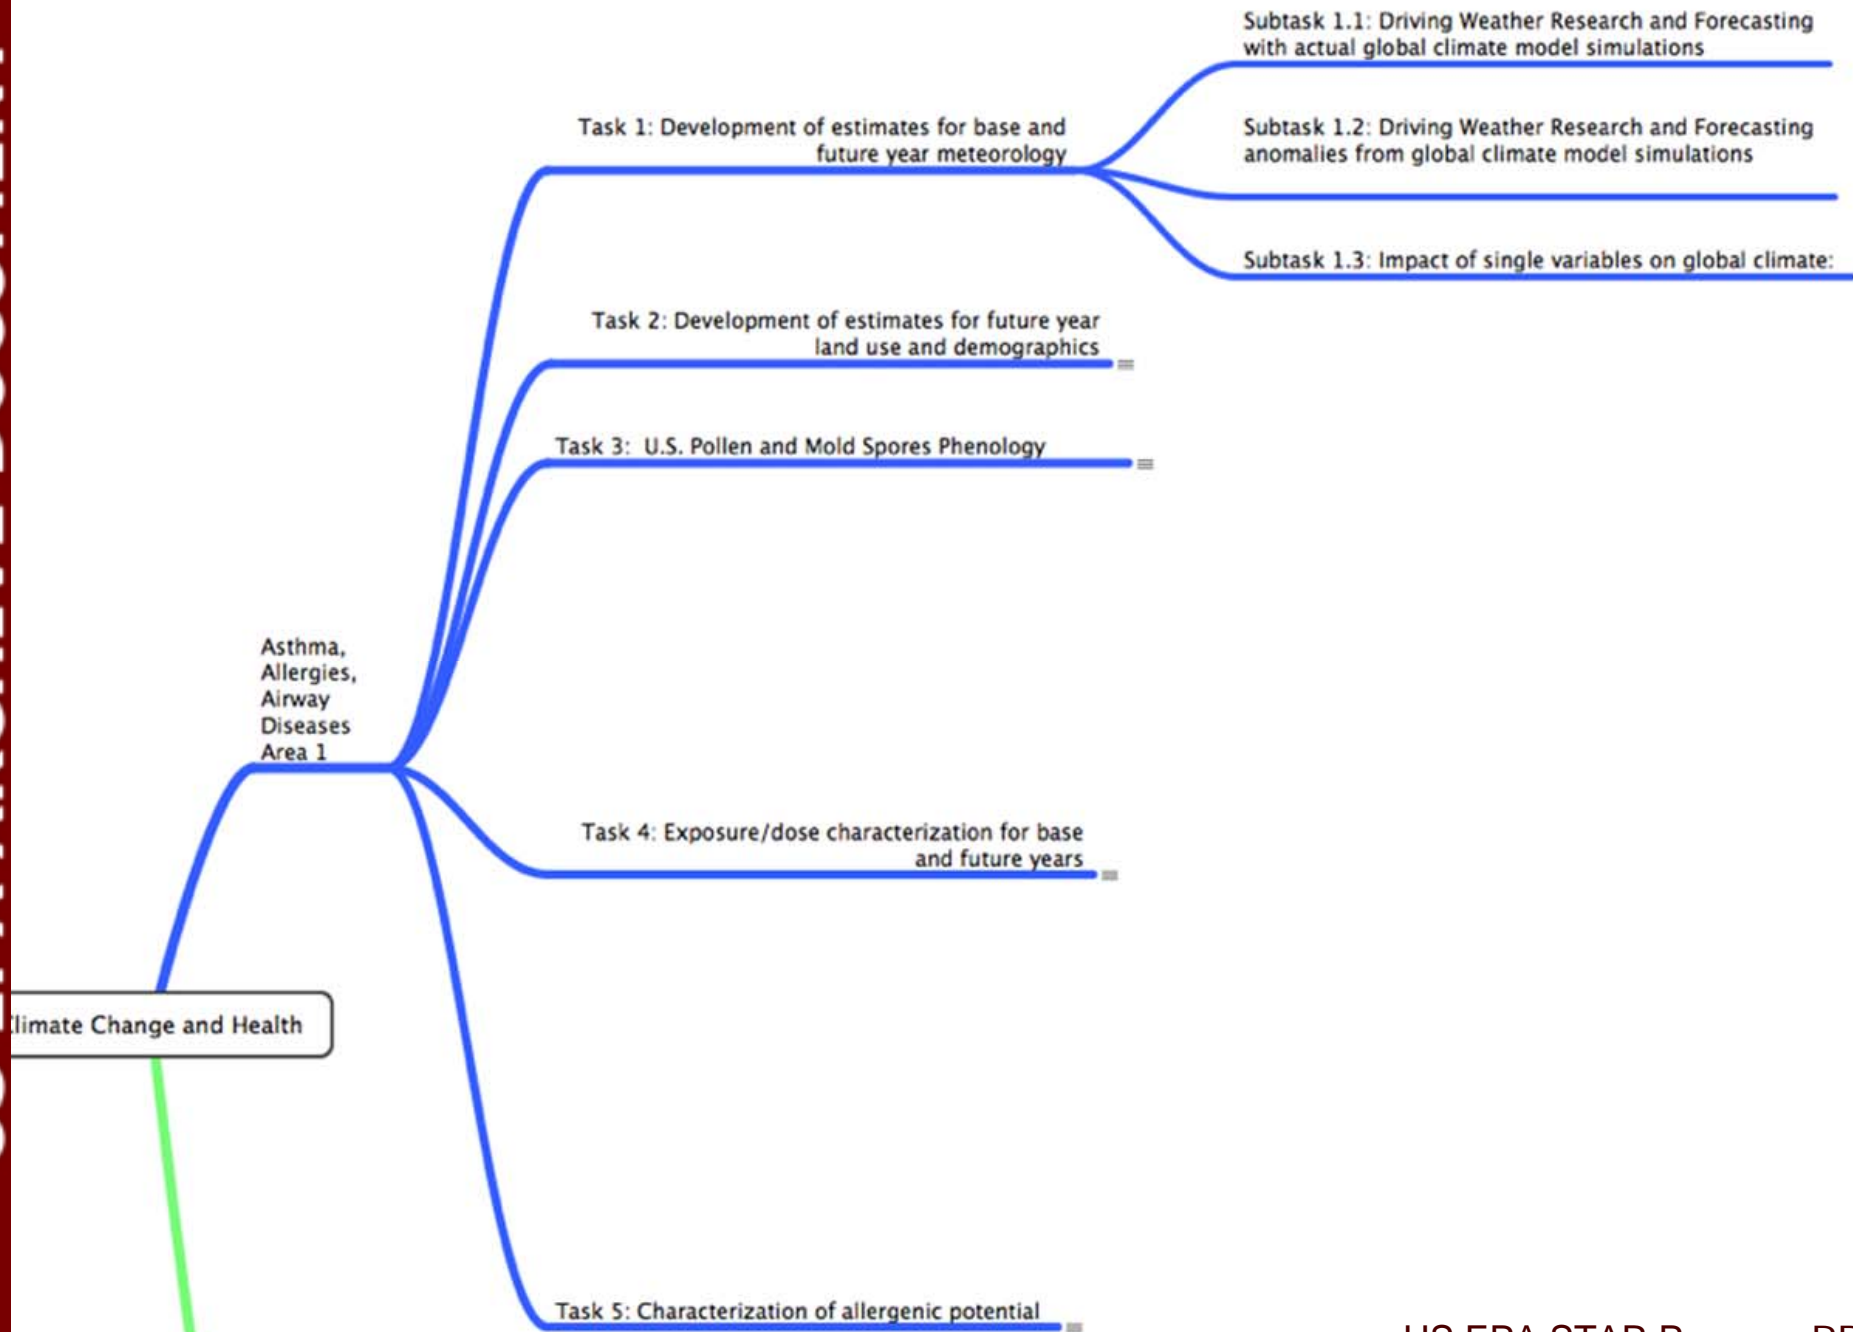 Subtask 1.1: Driving Weather Research and Forecasting
with actual global climate model simulations
Task 1: Development of estimates for base and
future year meteorology
Subtask 1.2: Driving Weather Research and Forecasting
anomalies from global climate model simulations
Subtask 1.3: Impact of single variables on global climate:
Task 2: Development of estimates for future year
land use and demographics
Task 3: U.S. Pollen and Mold Spores Phenology
Asthma,
Allergies,
Airway
Diseases
Area 1
Task 4: Exposure/dose characterization for base
and future years
Change and Health
Task 5: Characterization of allergenic potential
US EPA STAR